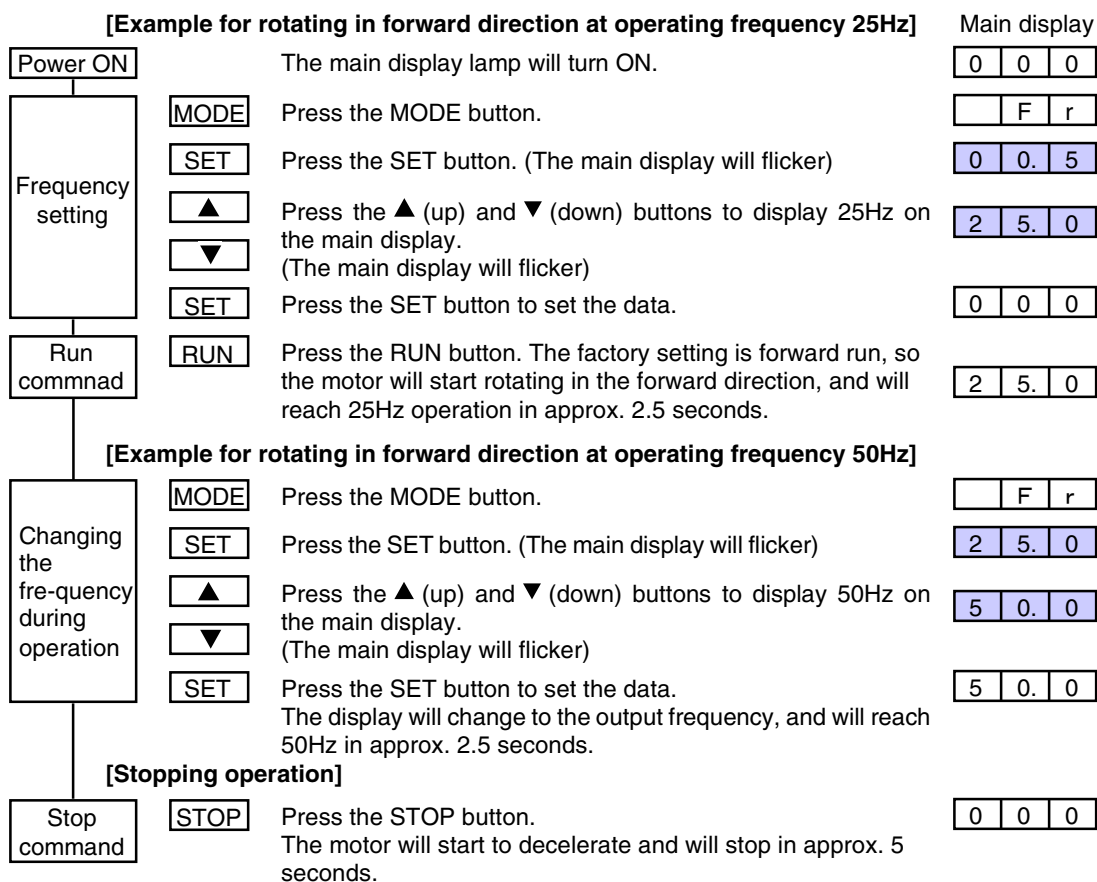 [Example for rotating in forward direction at operating frequency 25Hz] Main display
Power ON The main display lamp will turn ON. 0 0 0
Frequency
setting
MODE Press the MODE button. F r
SET Press the SET button. (The main display will flicker) 0 0. 5
▲ Press the ▲ (up) and ▼ (down) buttons to display 25Hz on
▼ the main display. 2 5. 0
(The main display will flicker)
SET Press the SET button to set the data. 0 0 0
Run
commnad
RUN Press the RUN button. The factory setting is forward run, so
the motor will start rotating in the forward direction, and will
reach 25Hz operation in approx. 2.5 seconds. 2 5. 0
[Example for rotating in forward direction at operating frequency 50Hz]
Changing
the
fre-quency
during
operation
MODE Press the MODE button. F r
SET Press the SET button. (The main display will flicker) 2 5. 0
▲ Press the ▲ (up) and ▼ (down) buttons to display 50Hz on
▼ the main display. 5 0. 0
(The main display will flicker)
SET Press the SET button to set the data. 5 0. 0
The display will change to the output frequency, and will reach
50Hz in approx. 2.5 seconds.
[Stopping operation]
Stop
command
STOP Press the STOP button. 0 0 0
The motor will start to decelerate and will stop in approx. 5
seconds.